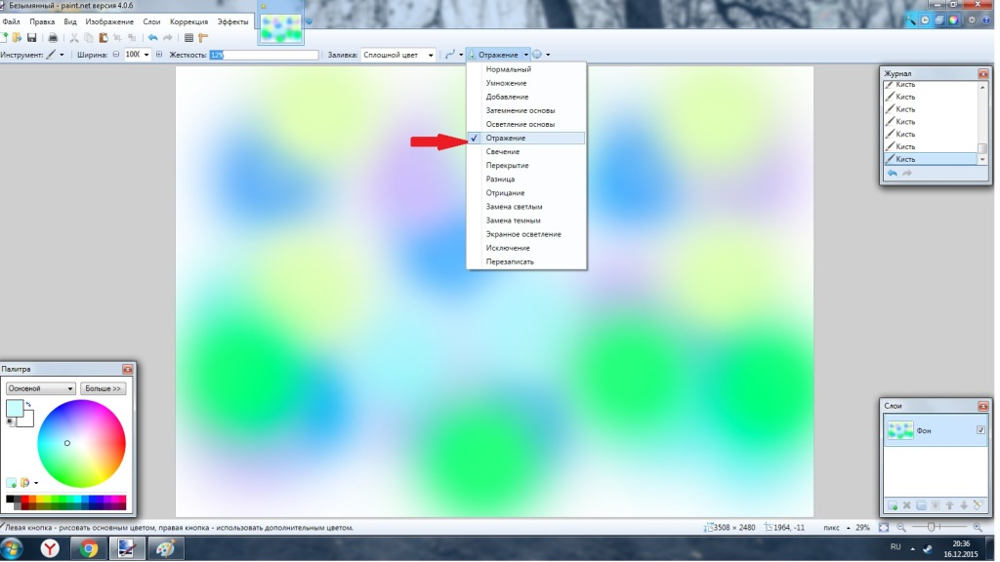 Безымянный - paint.net версия 4.0.6
Файл Правка Вид Изображение Слои Коррекция Эффекты
Инструмент: Ширина: 100( Жесткость: 12% Заливка: Сплошной цвет Отражение
Нормальный
Умножение
Добавление
Затемнение основы
Осветление основы
Отражение
Свечение
Перекрытие
Разница
Отрицание
Замена светлым
Замена темным
Экранное осветление
Исключение
Перезаписать
Журнал
Кисть
Кисть
Кисть
Кисть
Кисть
Кисть
Кисть
Палитра
Основной Больше >>
Слои
Фон
Левая кнопка - рисовать основным цветом, правая кнопка - использовать дополнительным цветом.
3508 × 2480 1964, -11 пикс 29%
RU 20:36
16.12.2015